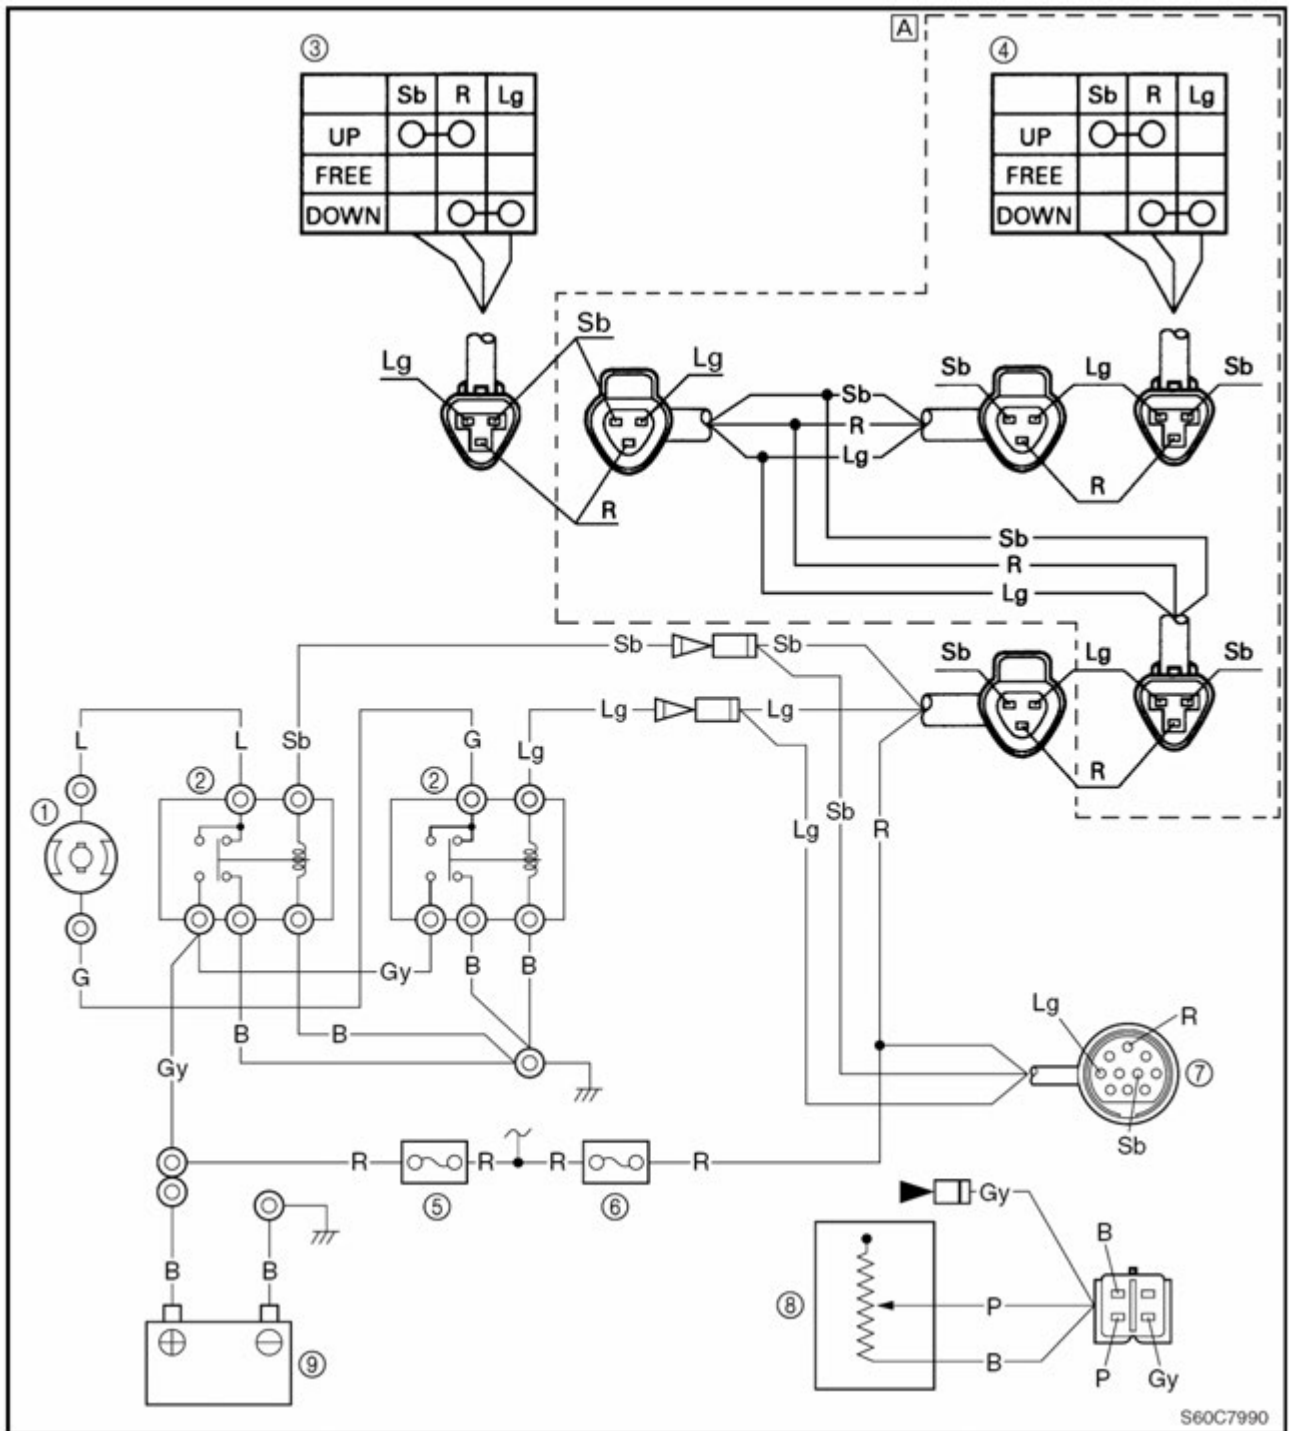 A
③ ④
Sb R Lg
UP
FREE
DOWN
Sb R Lg
UP
FREE
DOWN
Lg Sb Lg
R
Sb
R
Lg
Sb Lg Sb
R
Sb
R
Lg
Sb Lg Sb
R
Sb Sb
Lg Lg
L L Sb G Lg
① ② ②
Lg Sb R
G Gy B B
B B
Gy
Lg R
⑦
Sb
R R R R
⑤ ⑥
B B
⑨
Gy
⑧ P
B
B
P Gy
S60C7990